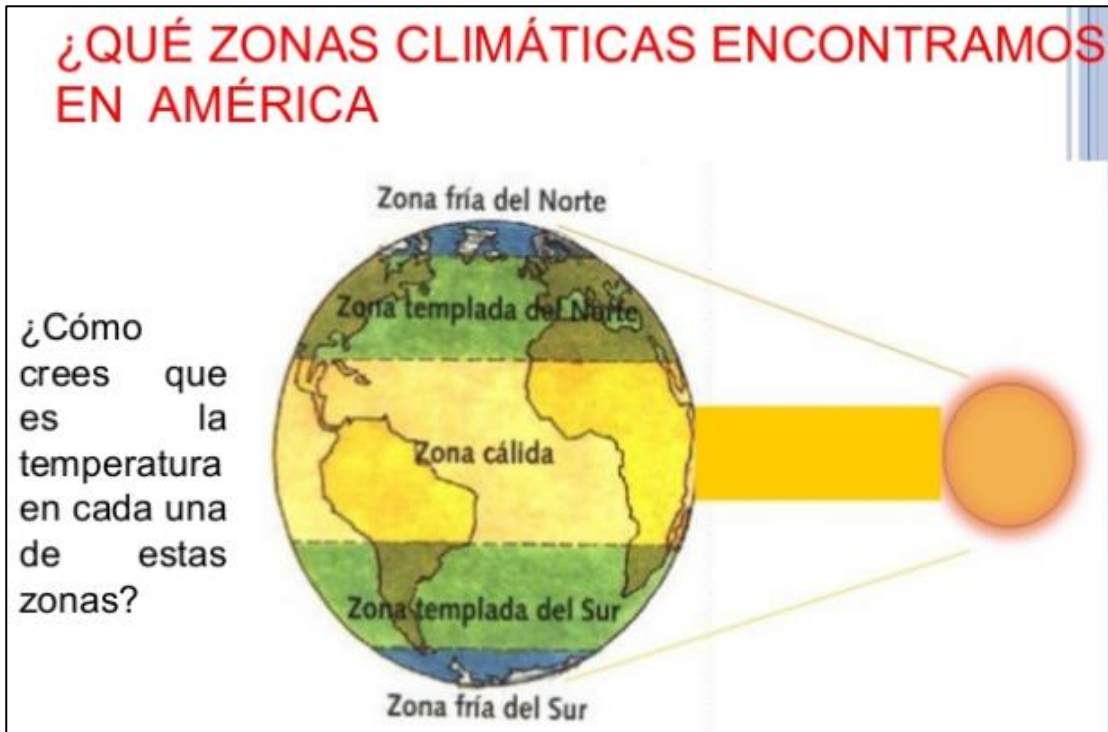 ¿QUÉ ZONAS CLIMÁTICAS ENCONTRAMOS
EN AMÉRICA
Zona fría del Norte
Zona templada del Norte
¿Cómo
crees que
es la
temperatura
en cada una
de estas
zonas?
Zona cálida
Zona templada del Sur
Zona fría del Sur